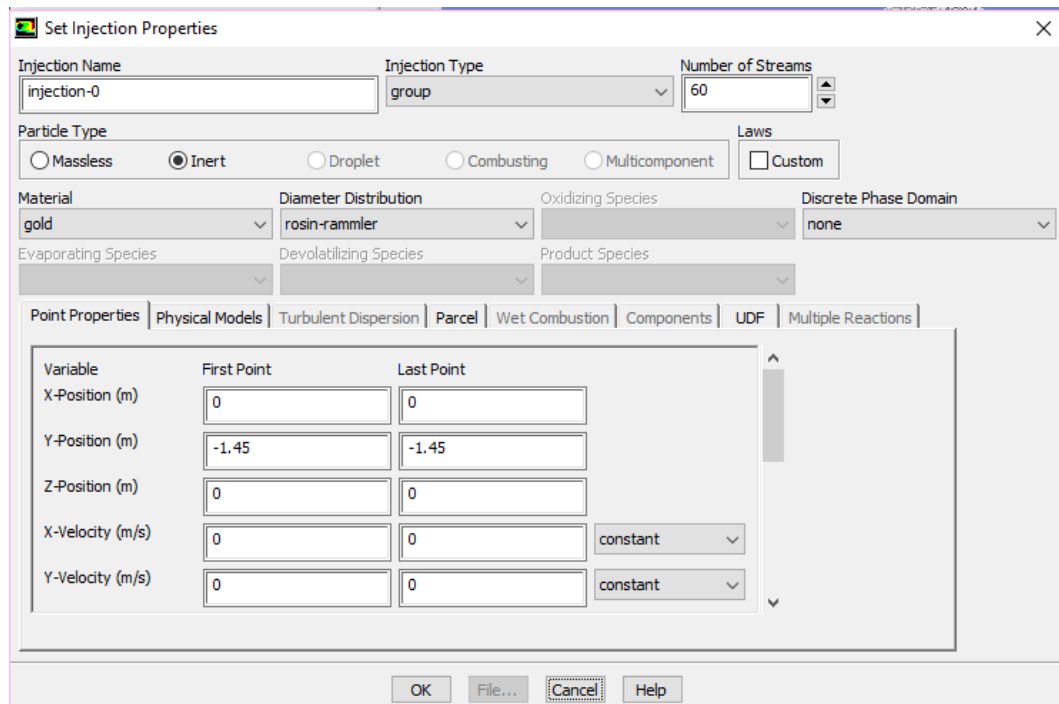 Set Injection Properties
Injection Name Injection Type Number of Streams
injection-0 group 60
Particle Type Laws
Massless Inert Droplet Combusting Multicomponent Custom
Material Diameter Distribution Oxidizing Species Discrete Phase Domain
gold rosin-rammler none
Evaporating Species Devolatilizing Species Product Species
Point Properties Physical Models Turbulent Dispersion Parcel Wet Combustion Components UDF Multiple Reactions
Variable First Point Last Point
X-Position (m) 0 0
Y-Position (m) -1.45 -1.45
Z-Position (m) 0 0
X-Velocity (m/s) 0 0 constant
Y-Velocity (m/s) 0 0 constant
OK File... Cancel Help